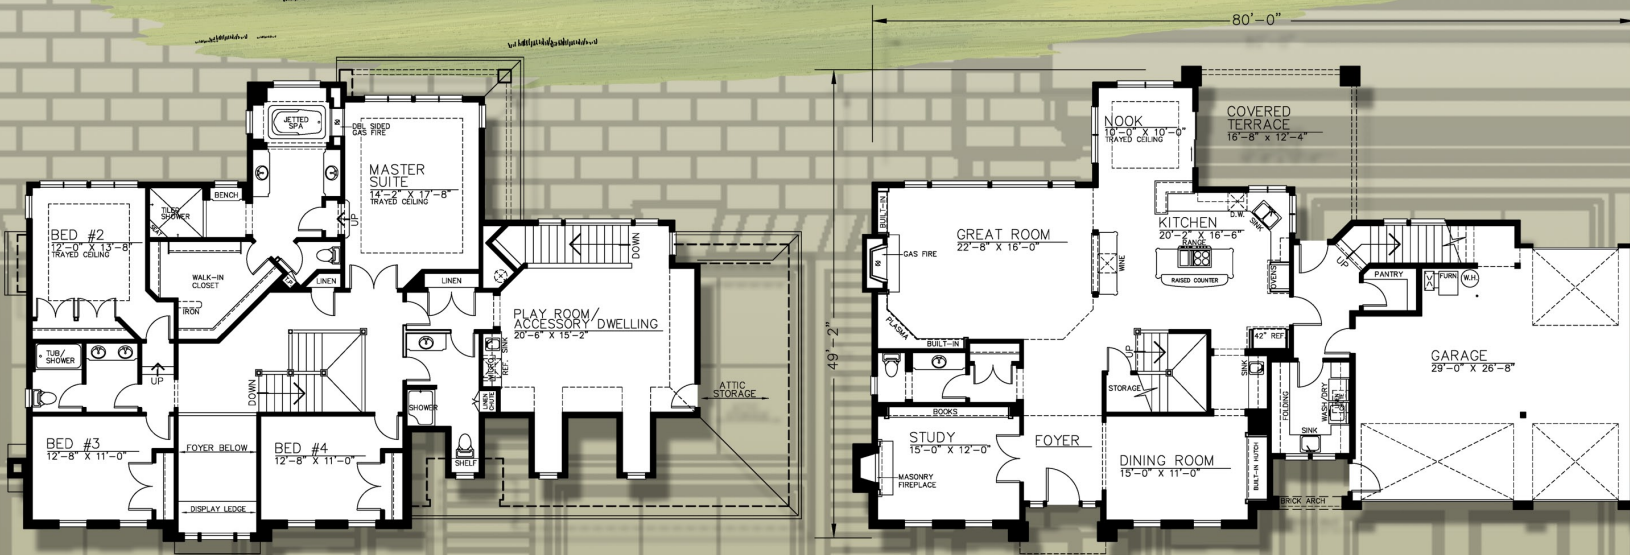 JETTED
SPA
DBL SIDED
GAS FIRE
MASTER
SUITE
14'-2" X 17'-8"
TRAYED CEILING
BENCH
TILED
SHOWER
SEAT
UP
BED #2
12'-0" X 13'-8"
TRAYED CEILING
WALK-IN
CLOSET
IRON
LINEN
LINEN
DOWN
PLAY ROOM/
ACCESSORY DWELLING
20'-6" X 15'-2"
TUB/
SHOWER
UP
DOWN
SINK
MICRO
REF.
ATTIC
STORAGE
SHOWER
LINEN
CHUTE
SHELF
BED #3
12'-8" X 11'-0"
FOYER BELOW
DISPLAY LEDGE
BED #4
12'-8" X 11'-0"
80'-0"
49'-2"
NOOK
10'-0" X 10'-0"
TRAYED CEILING
COVERED
TERRACE
16'-8" X 12'-4"
BUILT-IN
GREAT ROOM
22'-8" X 16'-0"
GAS FIRE
PLASMA
BUILT-IN
WINE
KITCHEN
20'-2" X 16'-6"
RANGE
RAISED COUNTER
D.W.
SINK
OVENS
42" REF.
UP
PANTRY
FURN
W.H.
GARAGE
29'-0" X 26'-8"
UP
STORAGE
SINK
FOLDING
WASH/DRY
SINK
BOOKS
STUDY
15'-0" X 12'-0"
MASONRY
FIREPLACE
FOYER
DINING ROOM
15'-0" X 11'-0"
BUILT-IN HUTCH
BRICK ARCH